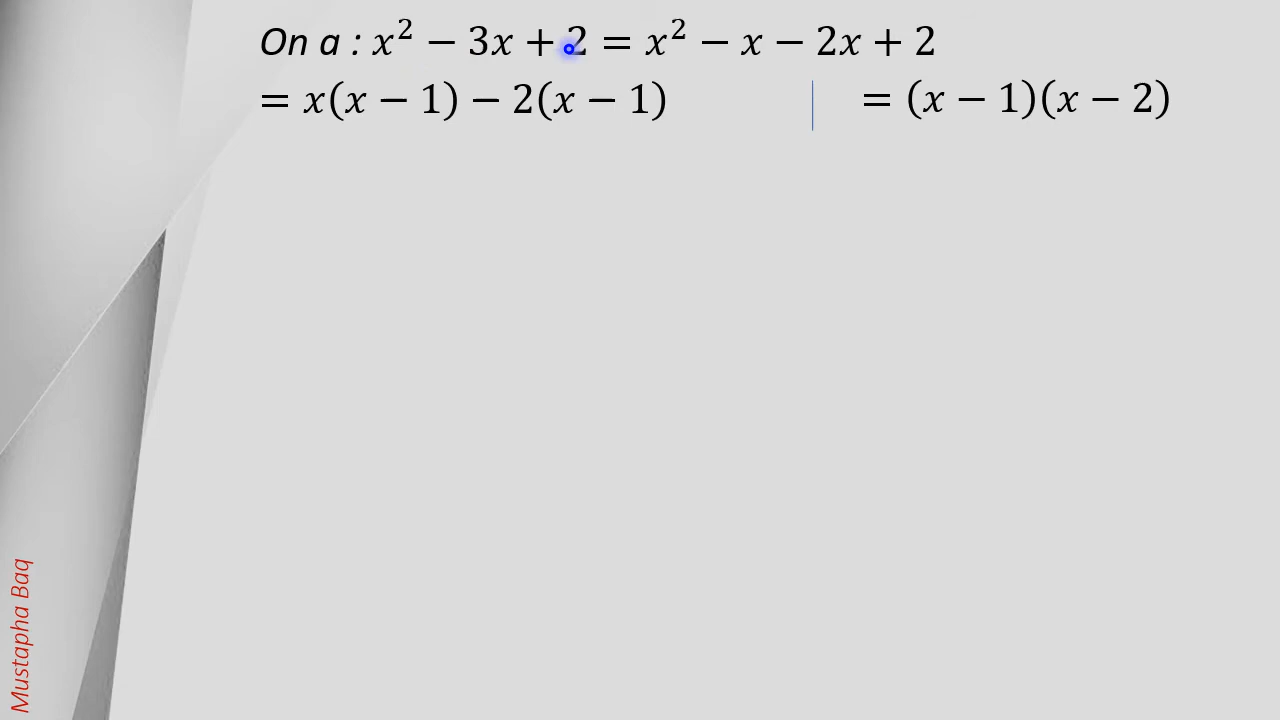 On a : x² − 3x + 2 = x² − x − 2x + 2
= x(x − 1) − 2(x − 1) = (x − 1)(x − 2)
Mustapha Baq